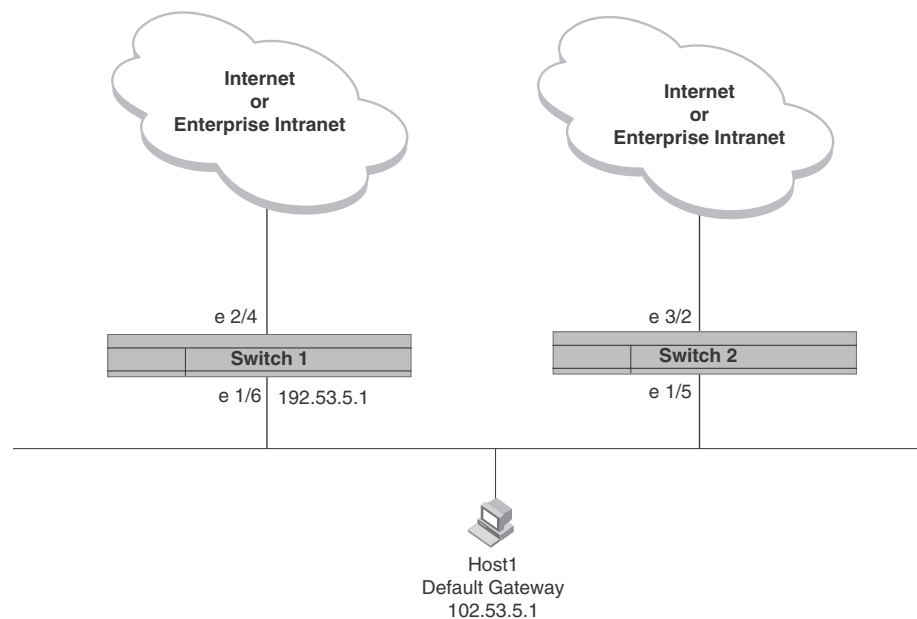 Internet
or
Enterprise Intranet
Internet
or
Enterprise Intranet
e 2/4
e 3/2
Switch 1
Switch 2
e 1/6
192.53.5.1
e 1/5
Host1
Default Gateway
102.53.5.1